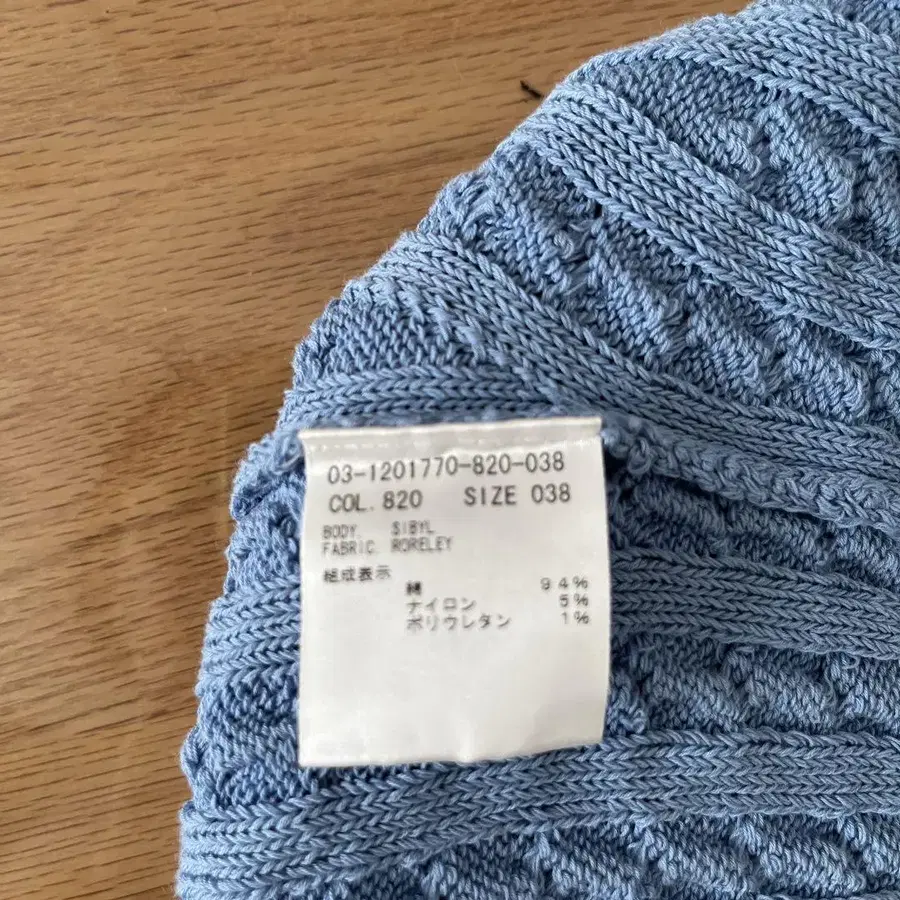 03-1201770-820-038
COL. 820 SIZE 038
BODY. SIBYL
FABRIC. RORELEY
組成表示
綿 94%
ナイロン 5%
ポリウレタン 1%